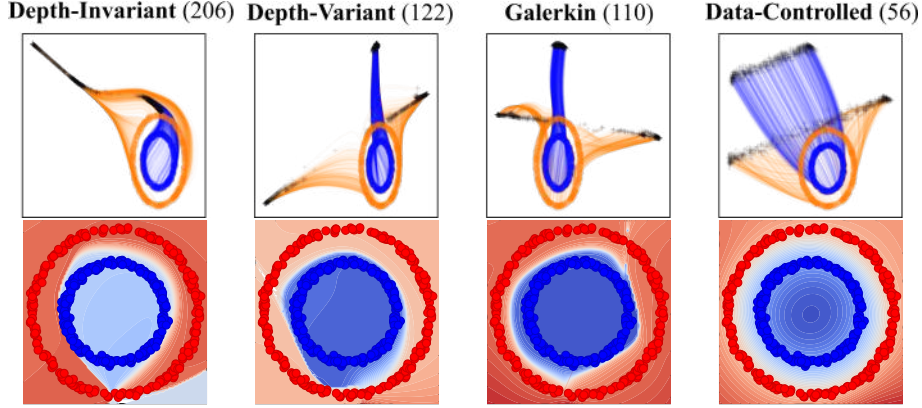 Depth-Invariant (206) Depth-Variant (122) Galerkin (110) Data-Controlled (56)